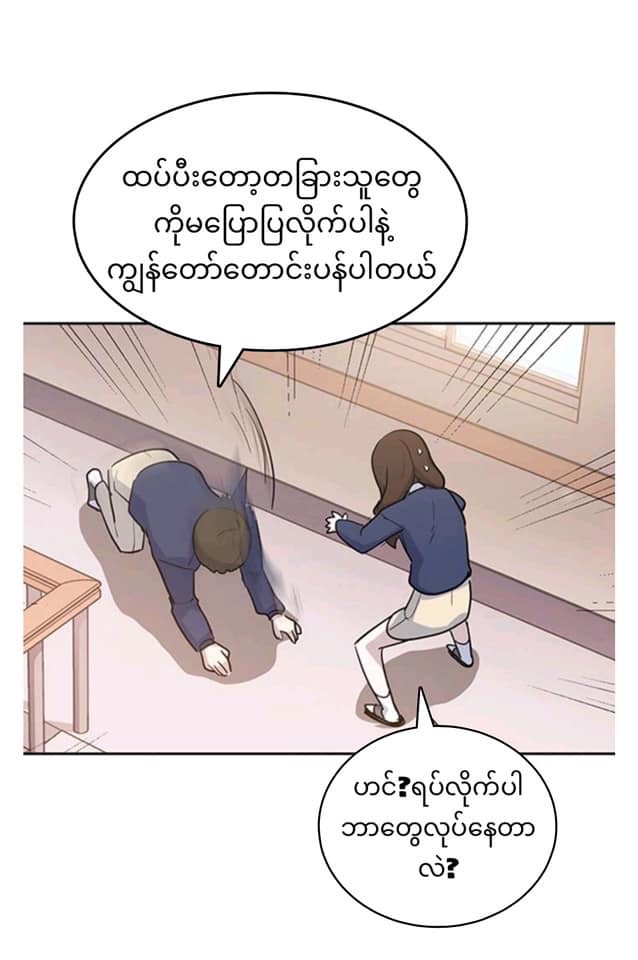 ထပ်ပီးတော့တခြားသူတွေ
ကိုမပြောပြလိုက်ပါနဲ့
ကျွန်တော်တောင်းပန်ပါတယ်
ဟင်?ရပ်လိုက်ပါ
ဘာတွေလုပ်နေတာ
လဲ?